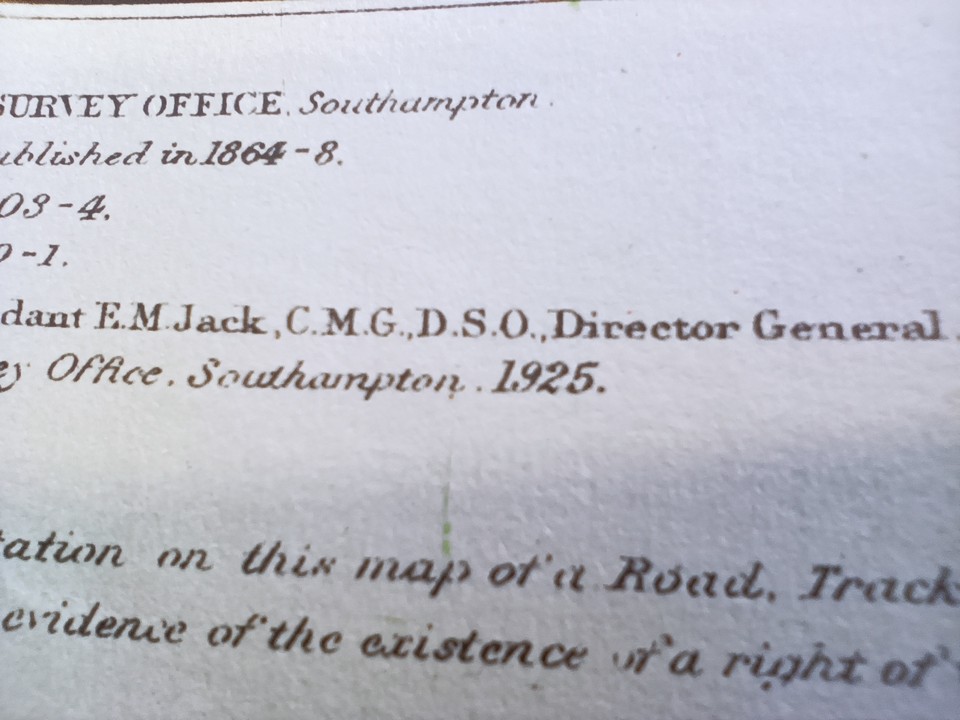 SURVEY OFFICE, Southampton.
ublished in 1864-8.
03-4.
-1.
dant E.M.Jack, C.M.G., D.S.O., Director General.
ey Office, Southampton. 1925.
tation on this map of a Road, Track
evidence of the existence of a right of